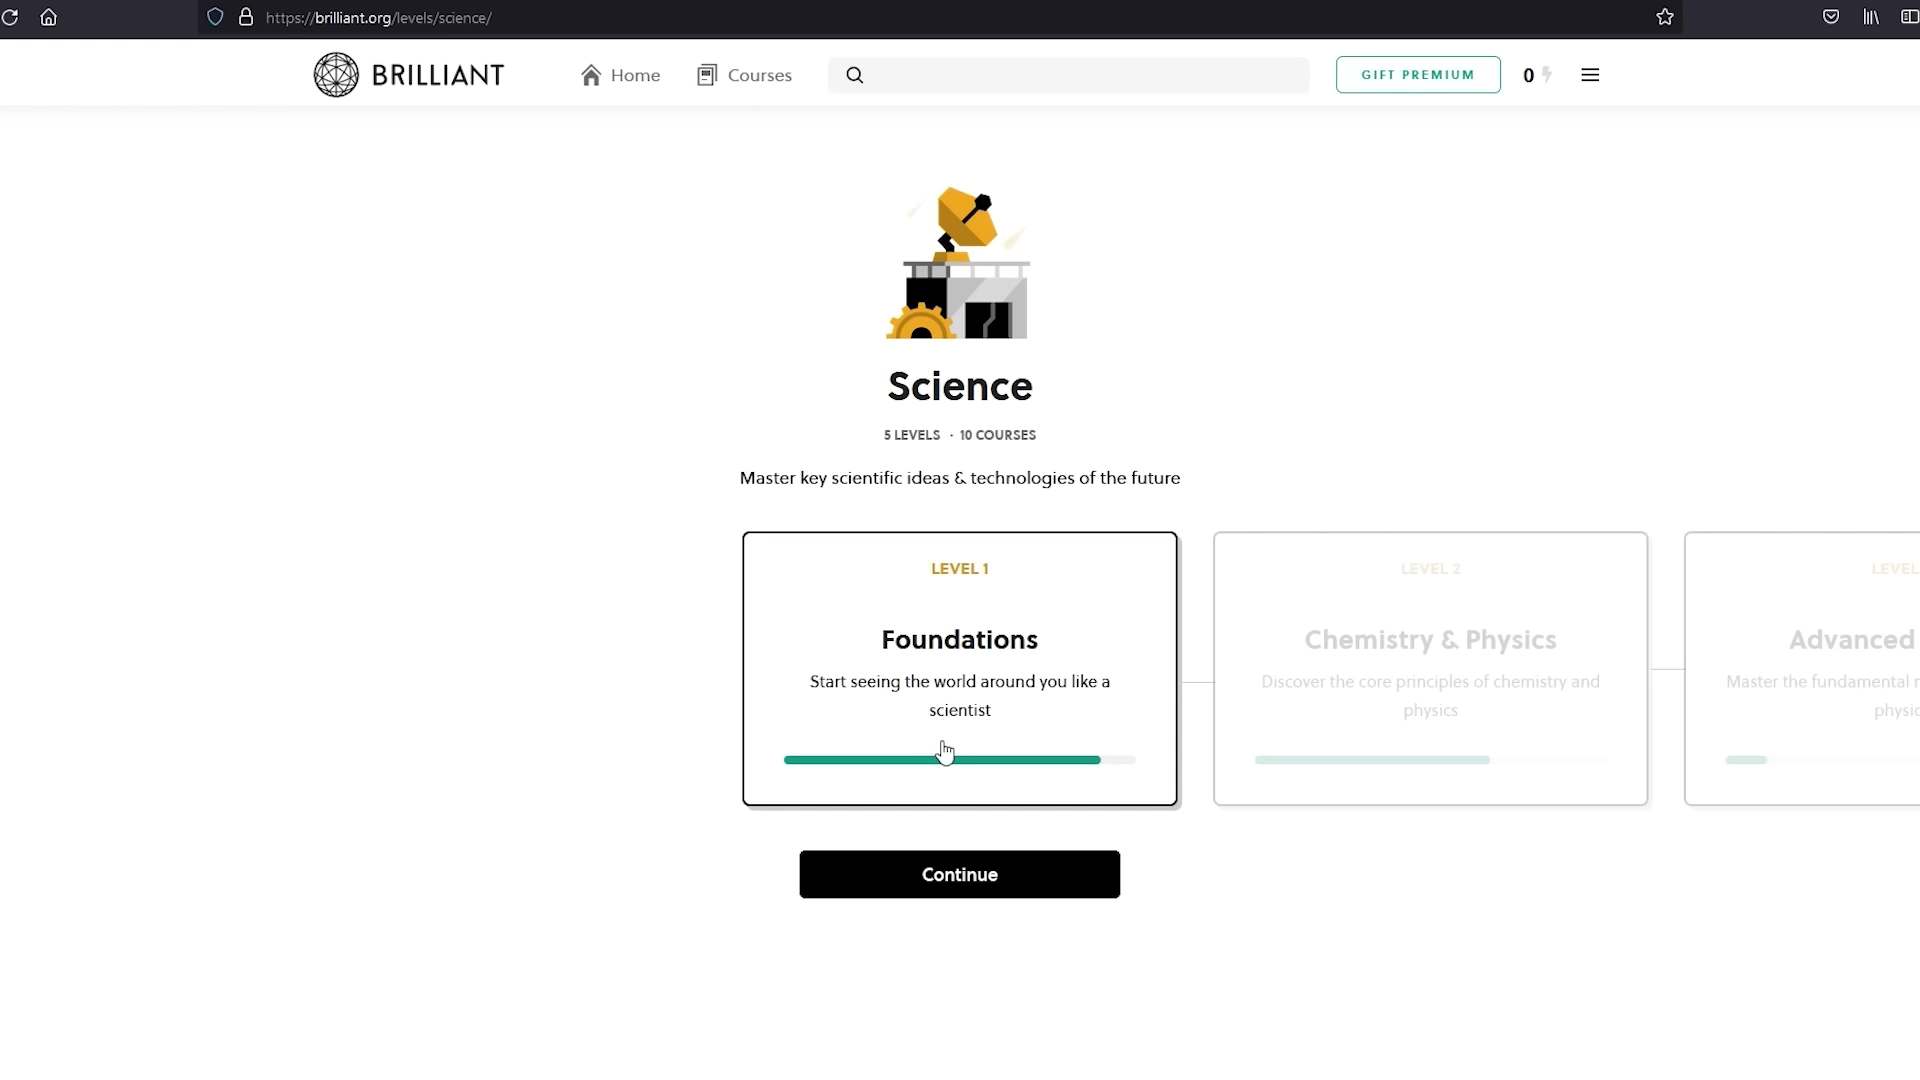 https://brilliant.org/levels/science/
BRILLIANT
Home
Courses
GIFT PREMIUM
0
Science
5 LEVELS · 10 COURSES
Master key scientific ideas & technologies of the future
LEVEL 1
Foundations
Start seeing the world around you like a
scientist
LEVEL 2
Chemistry & Physics
Discover the core principles of chemistry and
physics
LEVEL
Advanced
Master the fundamental
Continue